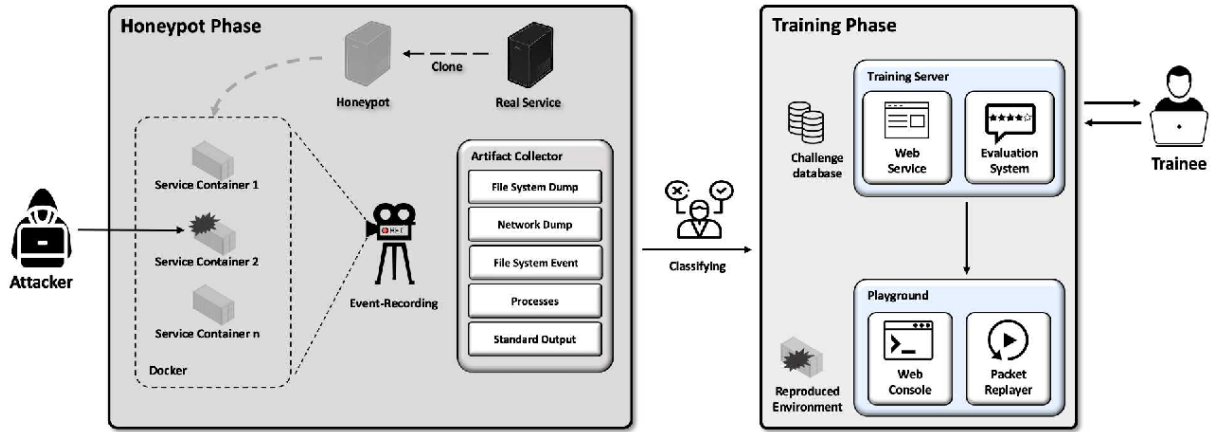 Honeypot Phase
Clone
Honeypot
Real Service
Service Container 1
Service Container 2
Service Container n
Docker
Attacker
Event-Recording
Artifact Collector
File System Dump
Network Dump
File System Event
Processes
Standard Output
Classifying
Training Phase
Training Server
Challenge
database
Web
Service
Evaluation
System
Trainee
Playground
Reproduced
Environment
Web
Console
Packet
Replayer